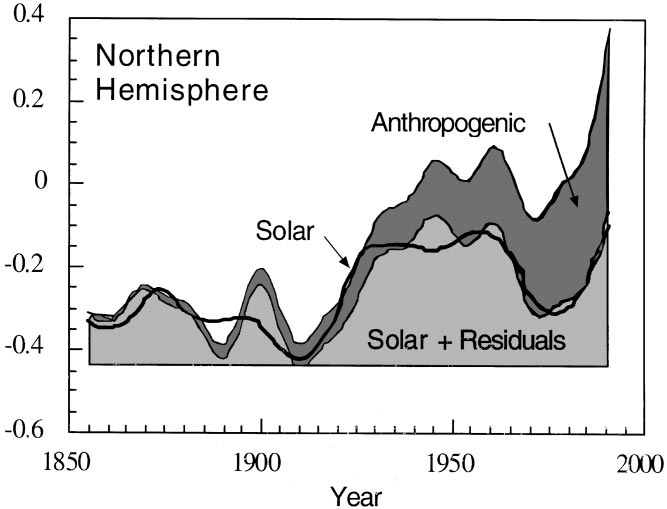 0.4
Northern
Hemisphere
0.2
Anthropogenic
0
Solar
-0.2
Solar + Residuals
-0.4
-0.6
1850
1900
1950
2000
Year